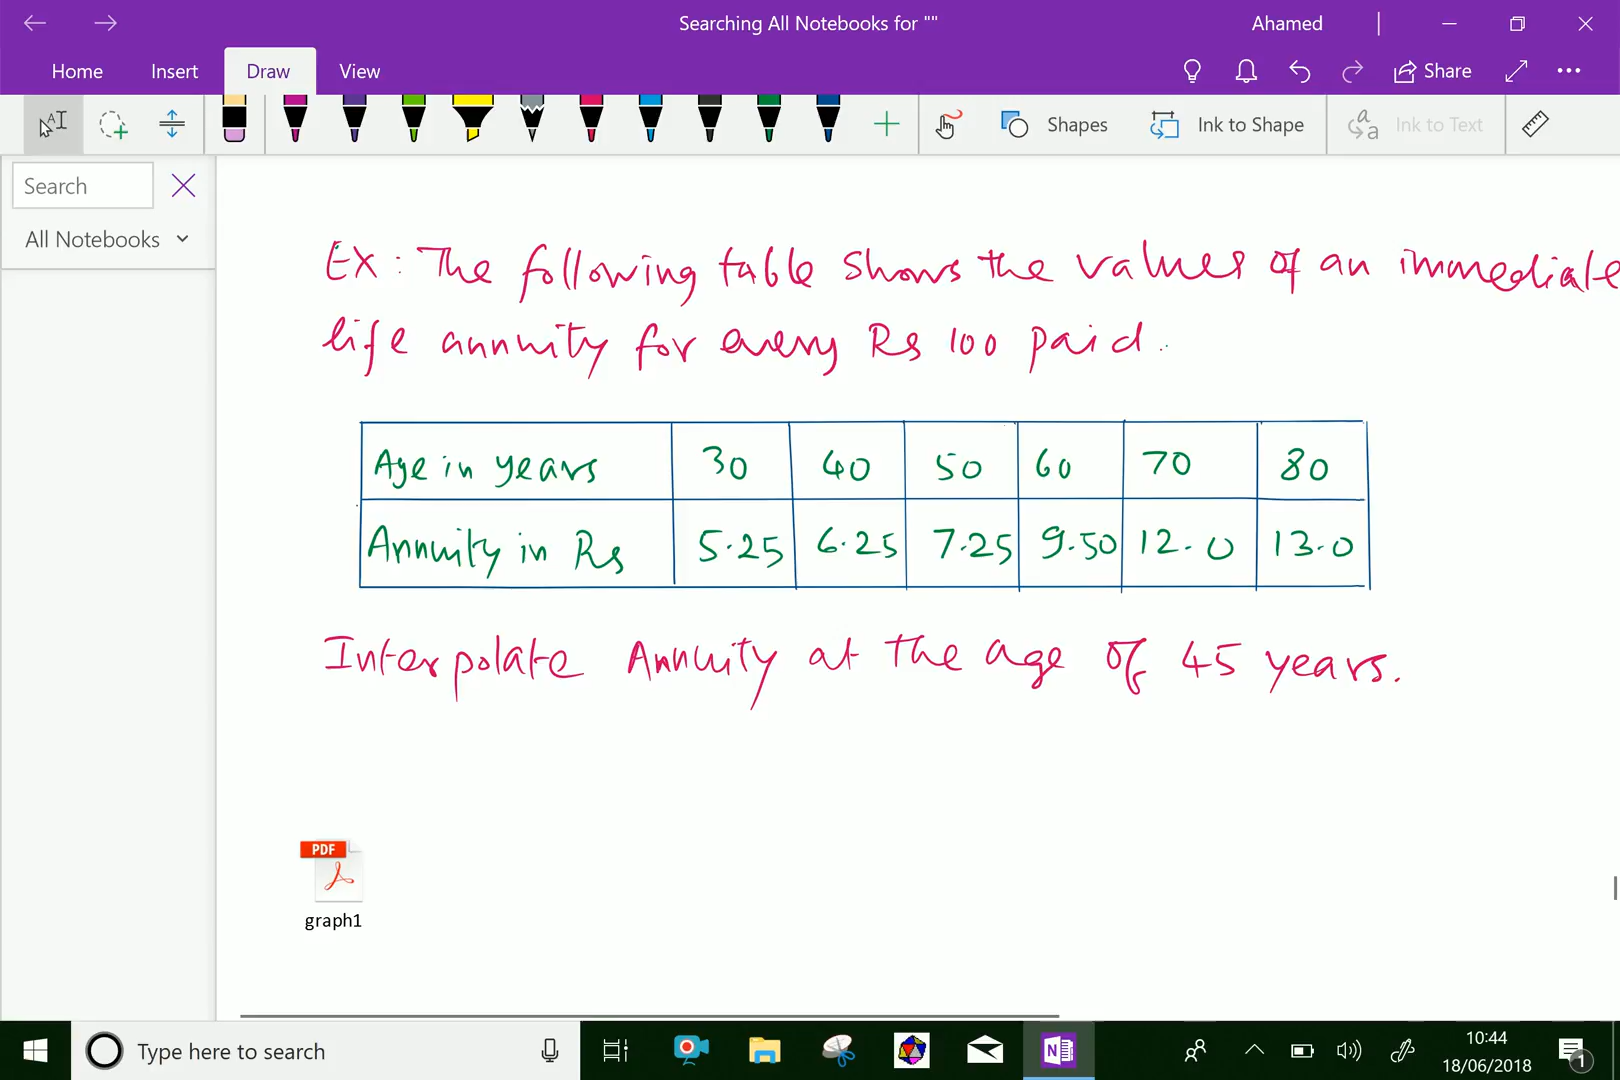 Searching All Notebooks for ""
Ahamed
Home Insert Draw View
Share
Shapes Ink to Shape Ink to Text
Search
All Notebooks
Ex : The following table shows the values of an immediate
life annuity for every Rs 100 paid.
Age in years 30 40 50 60 70 80
Annuity in Rs 5.25 6.25 7.25 9.50 12.0 13.0
Interpolate Annuity at the age of 45 years.
PDF
graph1
Type here to search
10:44
18/06/2018
1